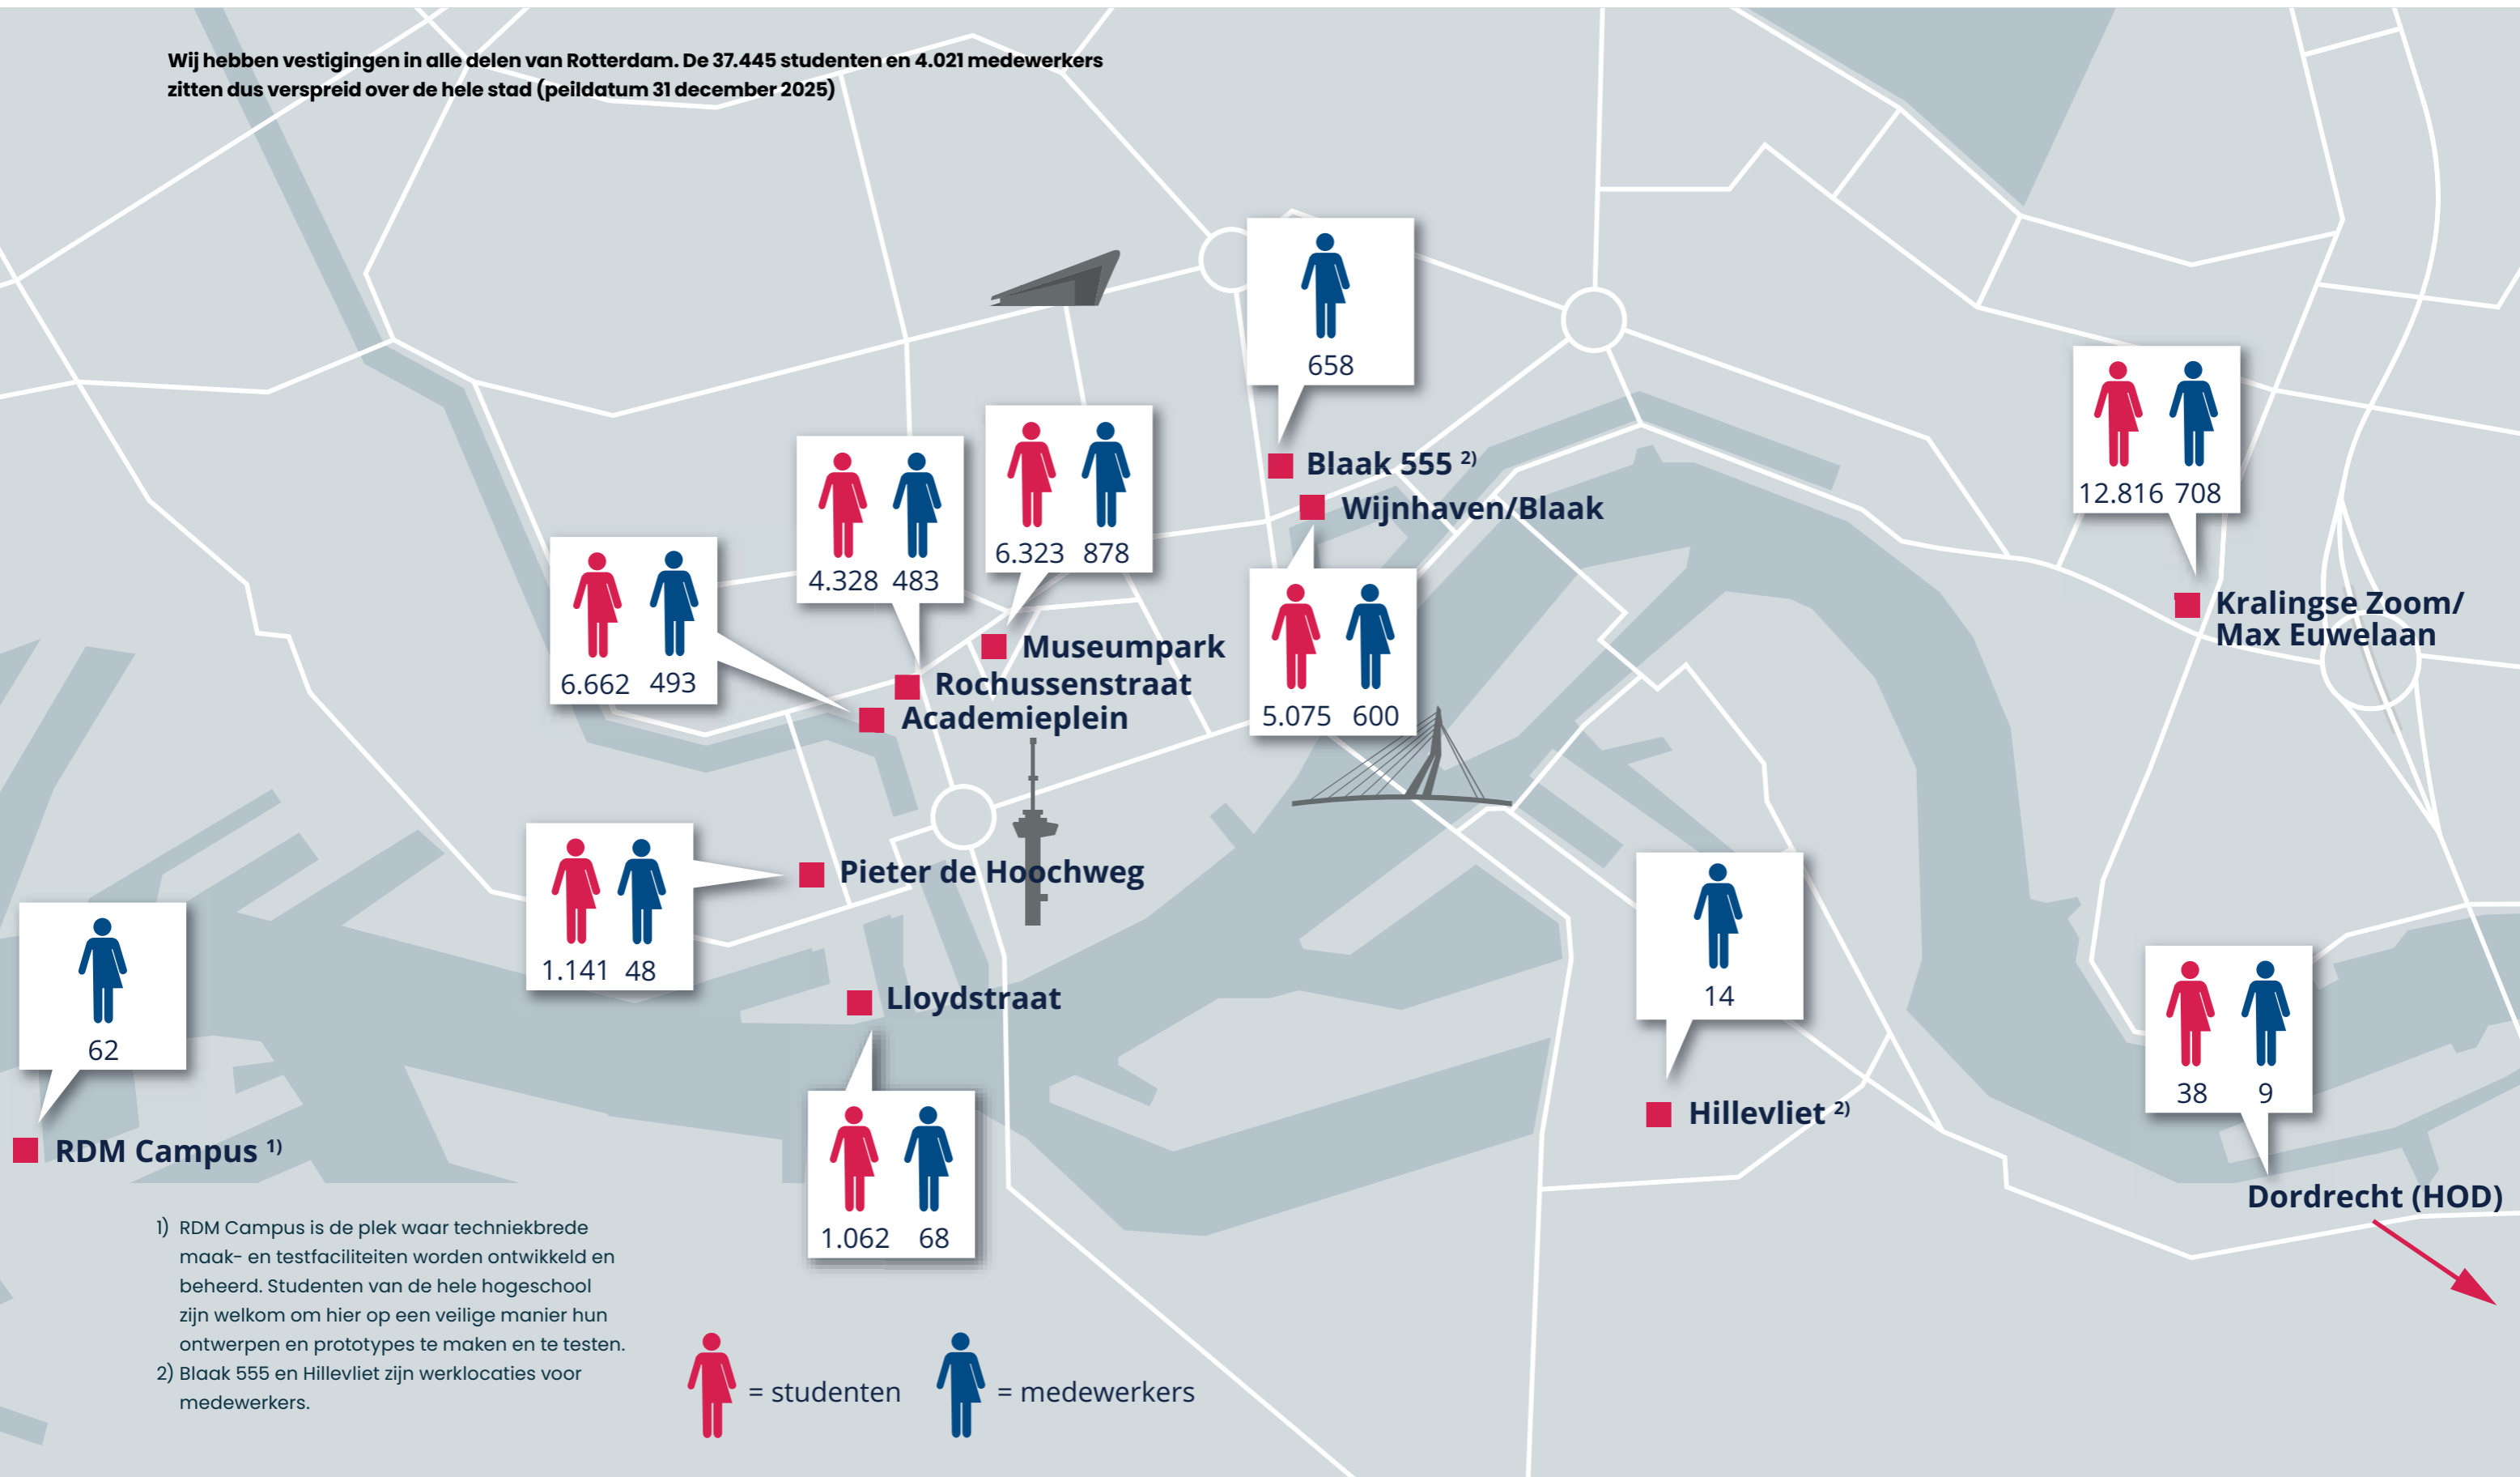 Wij hebben vestigingen in alle delen van Rotterdam. De 37.445 studenten en 4.021 medewerkers
zitten dus verspreid over de hele stad (peildatum 31 december 2025)
658
Blaak 555 2)
Wijnhaven/Blaak
5.075 600
12.816 708
Kralingse Zoom/
Max Euwelaan
6.323 878
Museumpark
4.328 483
Rochussenstraat
6.662 493
Academieplein
1.141 48
Pieter de Hoochweg
Lloydstraat
1.062 68
62
RDM Campus 1)
14
Hillevliet 2)
38 9
Dordrecht (HOD)
1) RDM Campus is de plek waar techniekbrede
maak- en testfaciliteiten worden ontwikkeld en
beheerd. Studenten van de hele hogeschool
zijn welkom om hier op een veilige manier hun
ontwerpen en prototypes te maken en te testen.
2) Blaak 555 en Hillevliet zijn werklocaties voor
medewerkers.
= studenten
= medewerkers